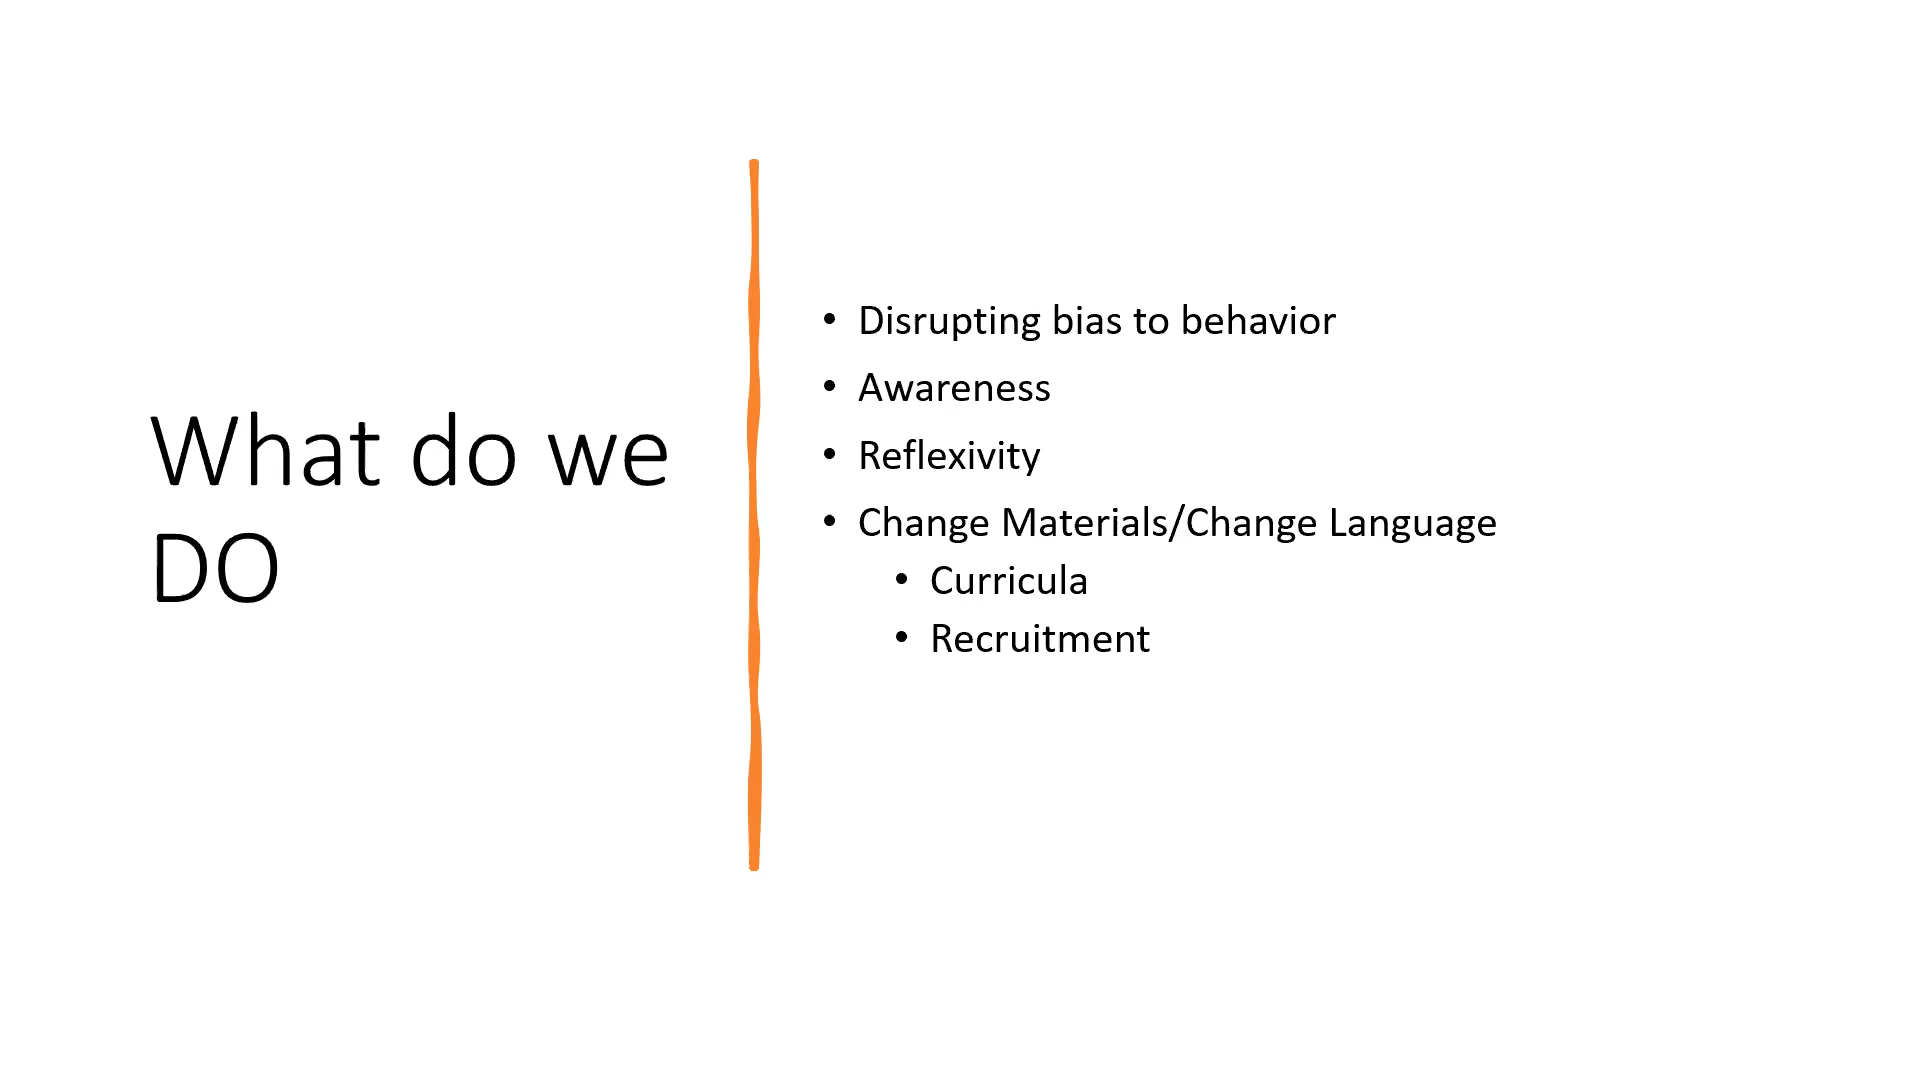 What do we
DO
• Disrupting bias to behavior
• Awareness
• Reflexivity
• Change Materials/Change Language
• Curricula
• Recruitment